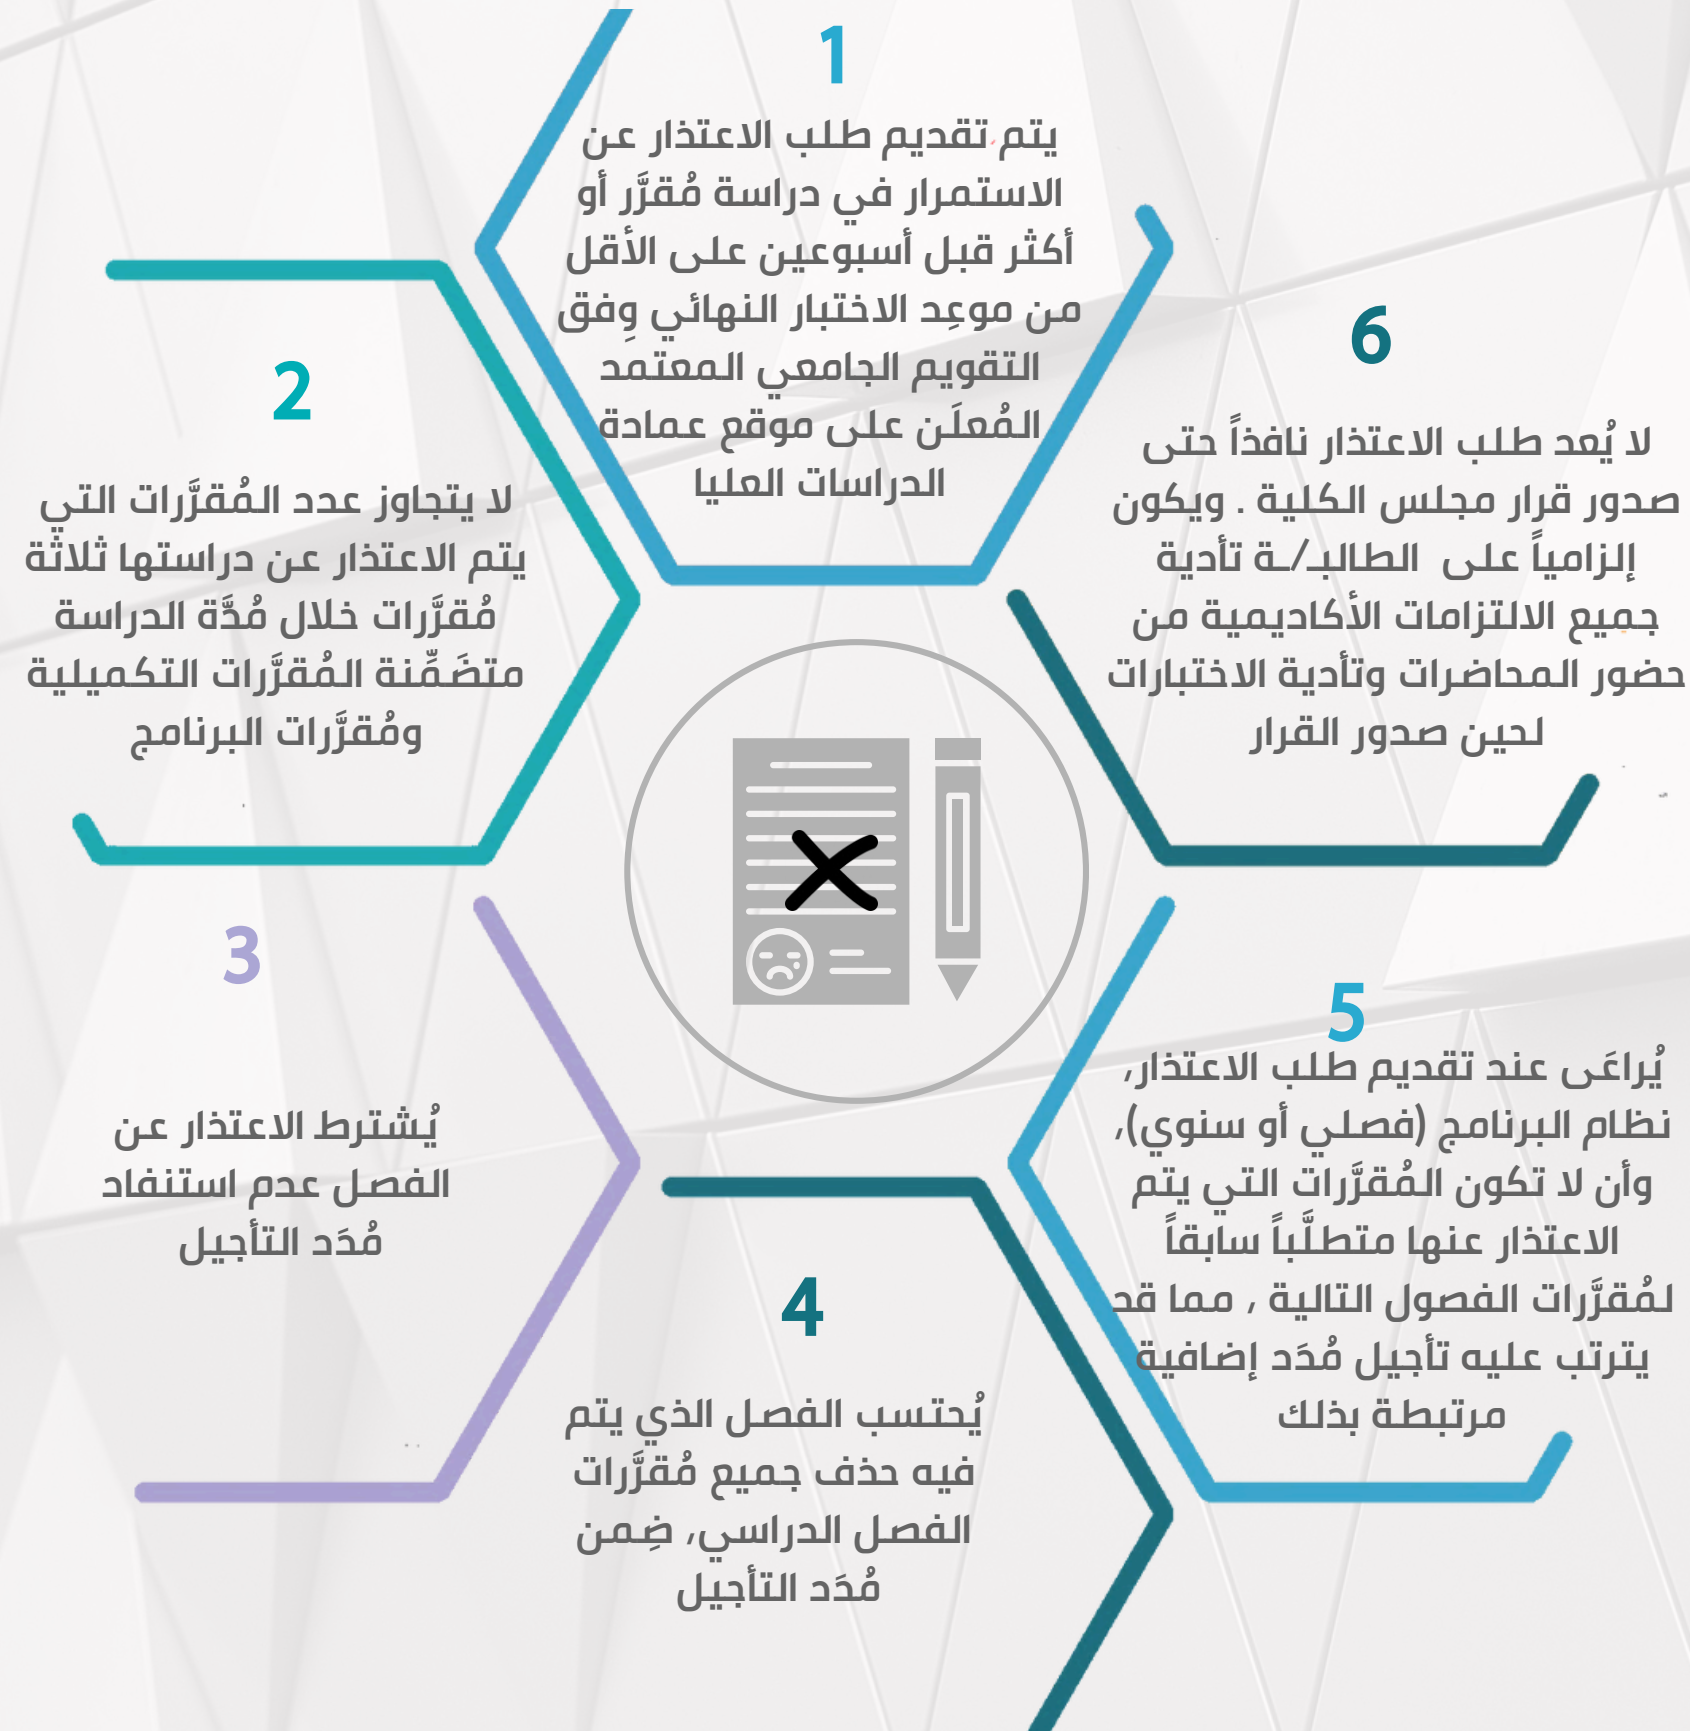 1
يتم تقديم طلب الاعتذار عن
الاستمرار في دراسة مُقرَّر أو
أكثر قبل أسبوعين على الأقل
من موعِد الاختبار النهائي وِفق
التقويم الجامعي المعتمد
المُعلَن على موقع عمادة
الدراسات العليا
2
لا يتجاوز عدد المُقرَّرات التي
يتم الاعتذار عن دراستها ثلاثة
مُقرَّرات خلال مُدَّة الدراسة
متضَمِّنة المُقرَّرات التكميلية
ومُقرَّرات البرنامج
3
يُشترط الاعتذار عن
الفصل عدم استنفاد
مُدَد التأجيل
4
يُحتسب الفصل الذي يتم
فيه حذف جميع مُقرَّرات
الفصل الدراسي، ضِمن
مُدَد التأجيل
5
يُراعَى عند تقديم طلب الاعتذار،
نظام البرنامج (فصلي أو سنوي)،
وأن لا تكون المُقرَّرات التي يتم
الاعتذار عنها متطلَّباً سابقاً
لمُقرَّرات الفصول التالية ، مما قد
يترتب عليه تأجيل مُدَد إضافية
مرتبطة بذلك
6
لا يُعد طلب الاعتذار نافذاً حتى
صدور قرار مجلس الكلية . ويكون
إلزامياً على الطالبـ/ـة تأدية
جميع الالتزامات الأكاديمية من
حضور المحاضرات وتأدية الاختبارات
لحين صدور القرار